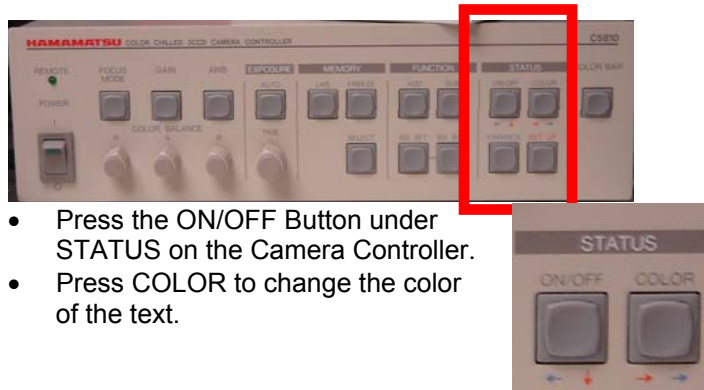 HAMAMATSU COLOR CHILLED 3CCD CAMERA CONTROLLER C5810
REMOTE FOCUS MODE GAIN AWB EXPOSURE MEMORY FUNCTION STATUS COLOR BAR
AUTO LIVE FREEZE ADD SUB ON/OFF COLOR
POWER
I
COLOR BALANCE TIME SELECT ENHANCE SET UP
R G B
O
• Press the ON/OFF Button under
STATUS on the Camera Controller.
• Press COLOR to change the color
of the text.
STATUS
ON/OFF COLOR